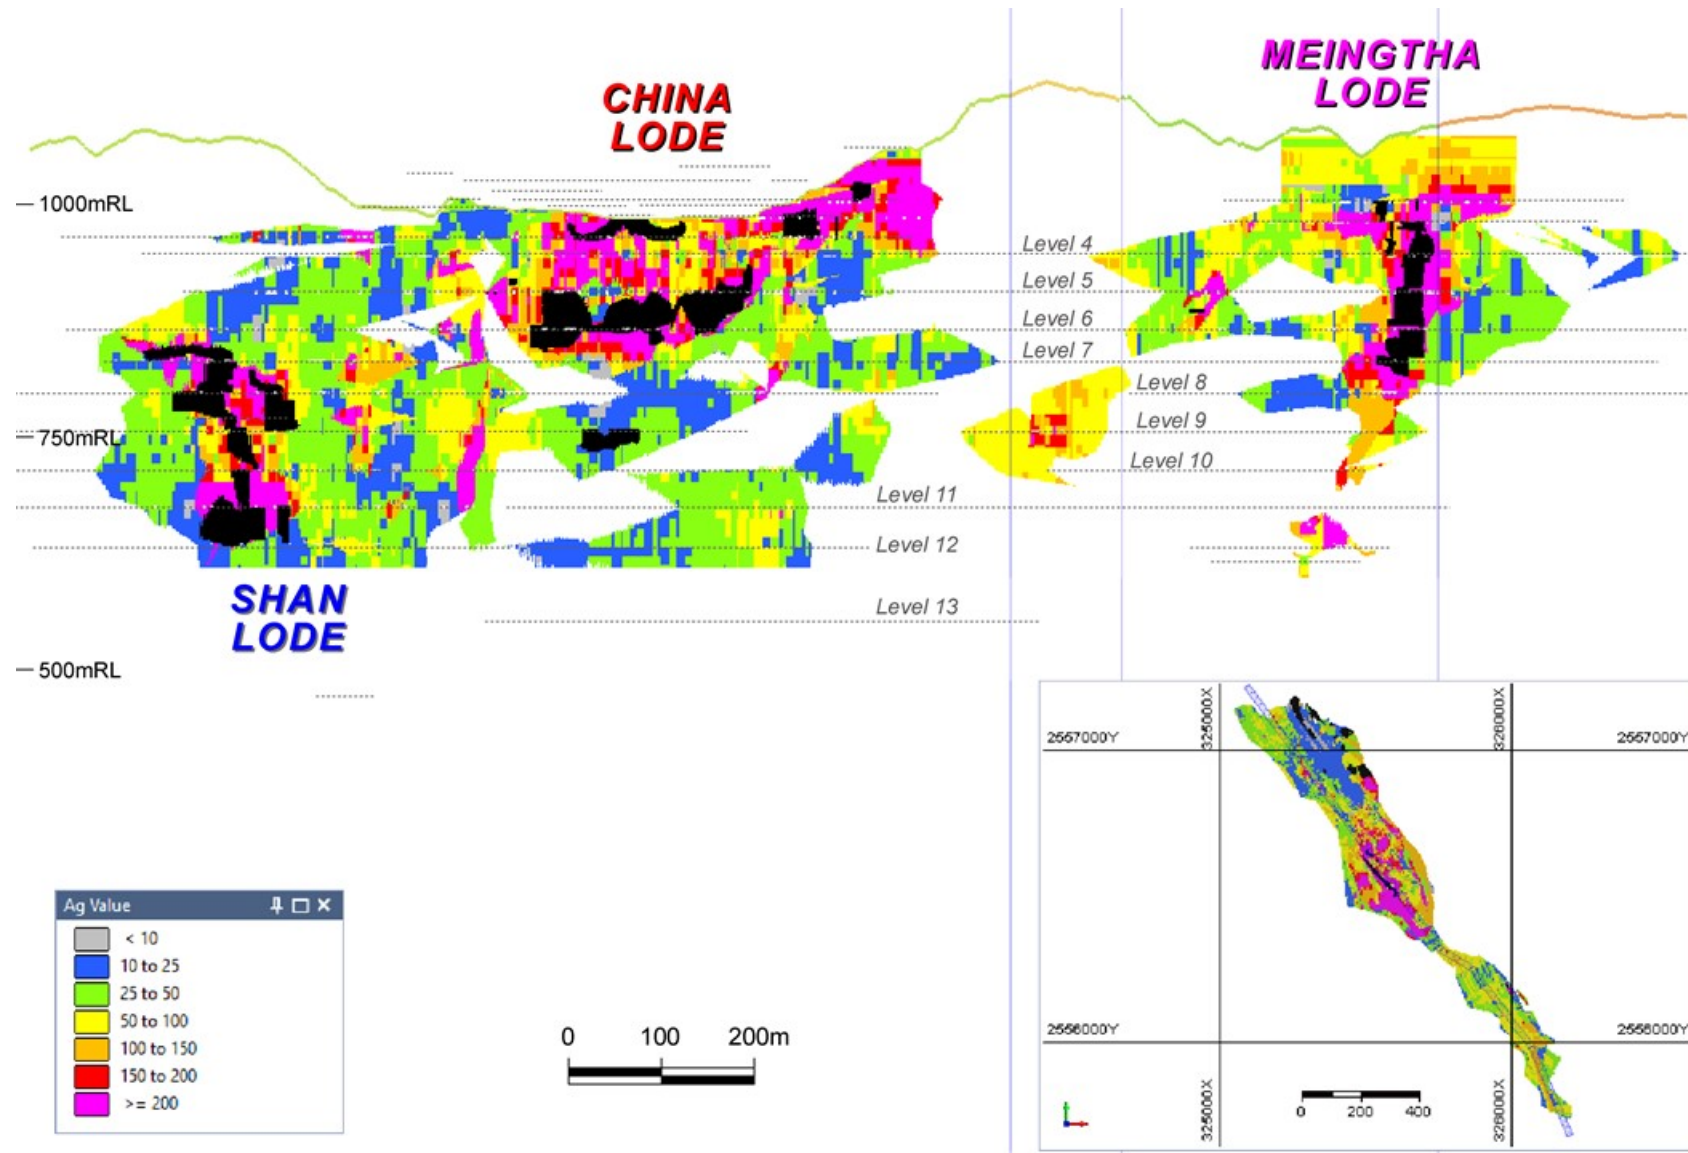 MEINGTHA
LODE
CHINA
LODE
1000mRL
Level 4
Level 5
Level 6
Level 7
Level 8
Level 9
750mRL
Level 10
Level 11
Level 12
SHAN
LODE
Level 13
500mRL
325000X
326000X
2557000Y
2557000Y
Ag Value
< 10
10 to 25
25 to 50
50 to 100
100 to 150
150 to 200
>= 200
0 100 200m
2556000Y
2556000Y
325000X
326000X
0 200 400